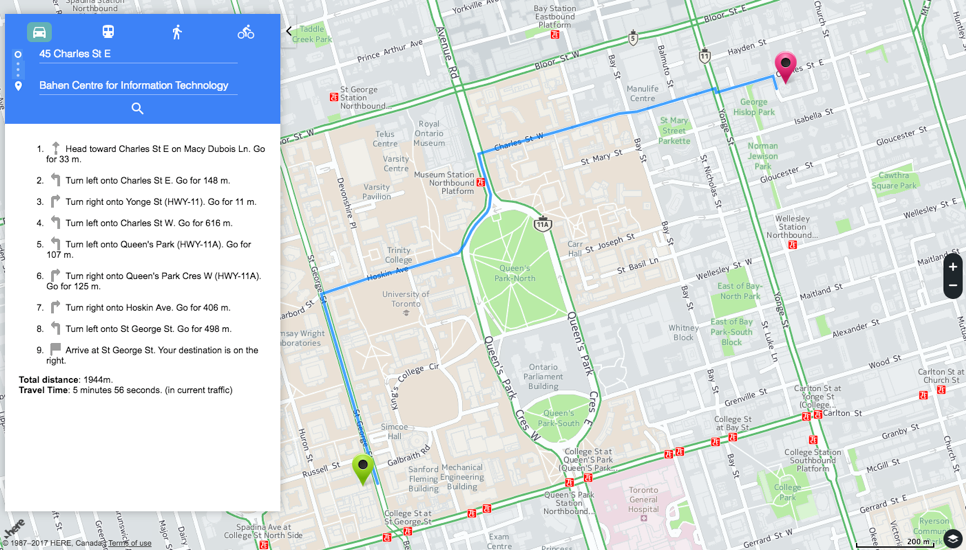 45 Charles St E
Bahen Centre for Information Technology
1. Head toward Charles St E on Macy Dubois Ln. Go
for 33 m.
2. Turn left onto Charles St E. Go for 148 m.
3. Turn right onto Yonge St (HWY-11). Go for 11 m.
4. Turn left onto Charles St W. Go for 616 m.
5. Turn left onto Queen's Park (HWY-11A). Go for
107 m.
6. Turn right onto Queen's Park Cres W (HWY-11A).
Go for 125 m.
7. Turn right onto Hoskin Ave. Go for 406 m.
8. Turn left onto St George St. Go for 498 m.
9. Arrive at St George St. Your destination is on the
right.
Total distance: 1944m.
Travel Time: 5 minutes 56 seconds. (in current traffic)
here
© 1987–2017 HERE, Canada | Terms of use
Spadina Ave at
College St North Side
Taddle Creek
Park
Prince Arthur Ave
Avenue Rd
Yorkville Ave
Bay Station
Eastbound
Platform
Bloor St E
Bloor St W
5
11
Hayden St
Church St
Charles St E
St George
Station
Northbound...
Balmuto St
Bay St
Manulife
Centre
George
Hislop Park
Isabella St
Gloucester St
Gloucester St
Telus
Centre
Royal
Ontario
Museum
Varsity
Centre
Charles St W
St Mary
Street
Parkette
Norman
Jewison
Park
Museum Station
Northbound
Platform
St Mary St
Varsity
Pavilion
Devonshire Pl
St Nicholas St
Cawthra
Square Park
Wellesley
Station
Northbound...
Wellesley St E
11A
Carr
Hall
St Joseph St
Trinity
College
St Basil Ln
Hoskin Ave
Queen's
Park-North
Wellesley St W
Maitland St
Maitland St
University of
Toronto
Harbord St
St George St
East of Bay-
North Park
East of Bay
Park-South
Block
Yonge St
Alexander St
Whitney
Block
St Luke Ln
Wood St
Ramsay Wright
Laboratories
Queen's Park Cres W
Queen's Park Cres E
Ontario
Parliament
Building
College Cir
King's
Bay St
Grenville St
Carlton St at
Yonge St
(College...
Carlton St
Church St at
Carlton St
Granby St
St George St
Simcoe
Hall
Queen's
Park-South
College St
at Bay St
Huron St
Galbraith Rd
Russell St
Sanford
Fleming
Building
Mechanical
Engineering
Building
College St at
Queen's Park
(Queen's Park...
College St
Southbound
Platform
McGill St
Gerrard St E
Toronto
General
Hospital
Bay St
College
Park
College St at
St George St
Queen's Park
Station
Northbound...
Exam
Centre
Ryerson
Community
200 m